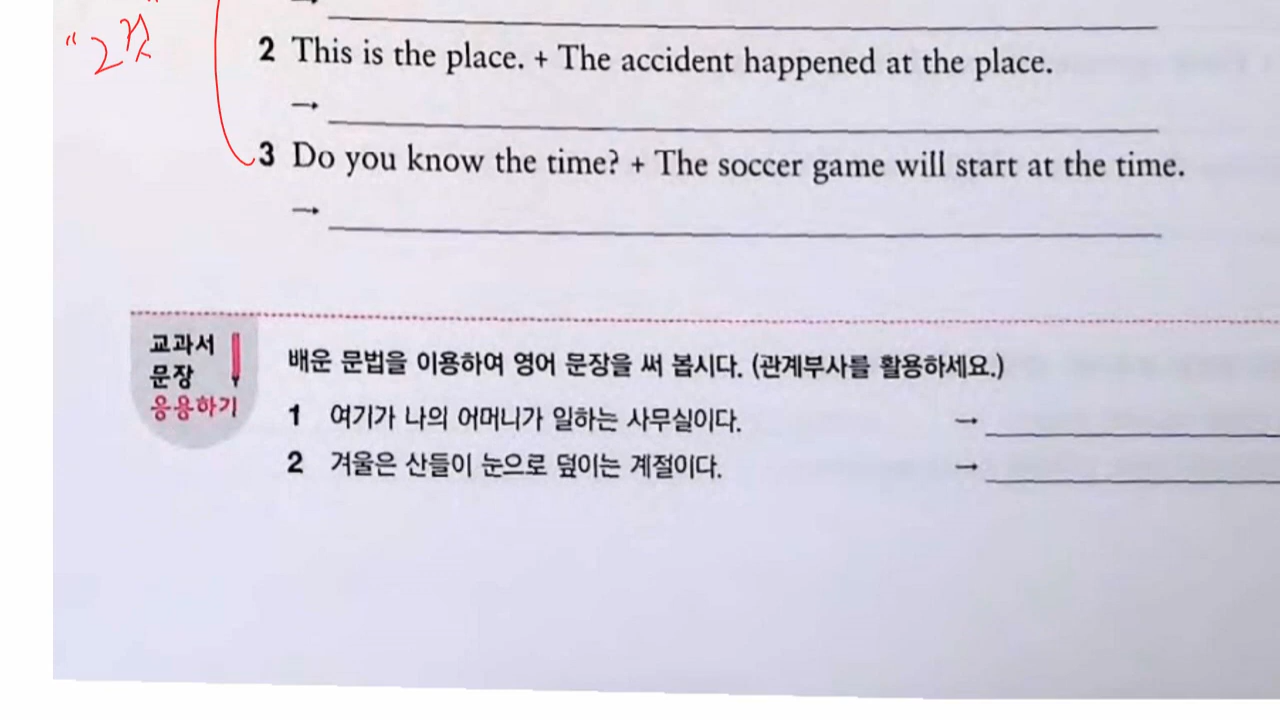 "2것"
2 This is the place. + The accident happened at the place.
→
3 Do you know the time? + The soccer game will start at the time.
→
교과서
문장
응용하기
배운 문법을 이용하여 영어 문장을 써 봅시다. (관계부사를 활용하세요.)
1 여기가 나의 어머니가 일하는 사무실이다. →
2 겨울은 산들이 눈으로 덮이는 계절이다. →